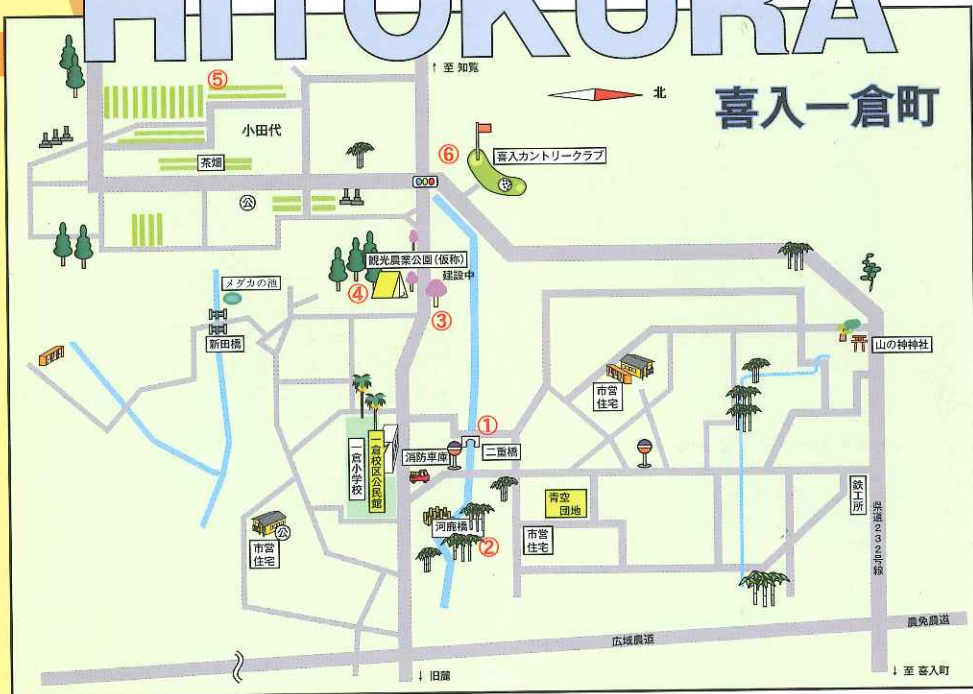 HITOKURA
喜入一倉町
↑ 至 知覧
北
⑤
小田代
茶畑
公
⑥
喜入カントリークラブ
観光農業公園(仮称)
建設中
④
③
メダカの池
新田橋
山の神神社
市営
住宅
①
二重橋
消防車庫
一倉小学校
一倉校区公民館
青空
団地
鉄工所
県道232号線
河鹿橋
②
市営
住宅
公
市営
住宅
広域農道
農免農道
↓ 旧麓
↓ 至 喜入町